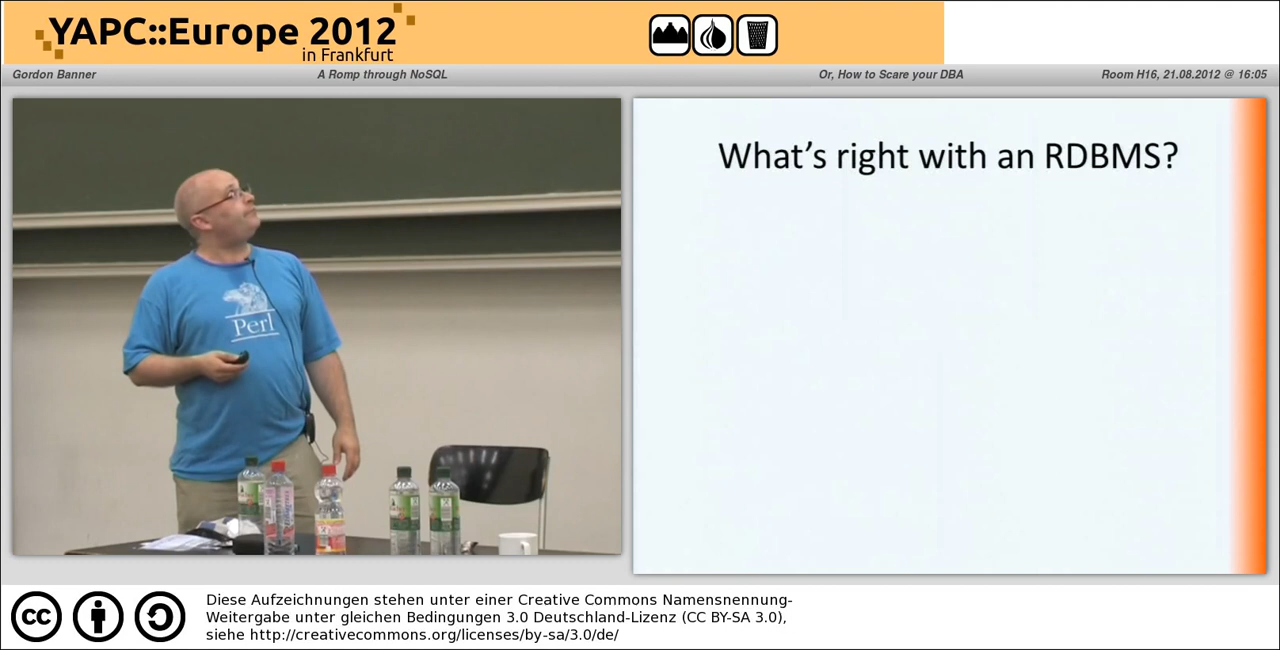 YAPC::Europe 2012
in Frankfurt
Gordon Banner
A Romp through NoSQL
Or, How to Scare your DBA
Room H16, 21.08.2012 @ 16:05
What's right with an RDBMS?
Perl
cc
Diese Aufzeichnungen stehen unter einer Creative Commons Namensnennung-
Weitergabe unter gleichen Bedingungen 3.0 Deutschland-Lizenz (CC BY-SA 3.0),
siehe http://creativecommons.org/licenses/by-sa/3.0/de/